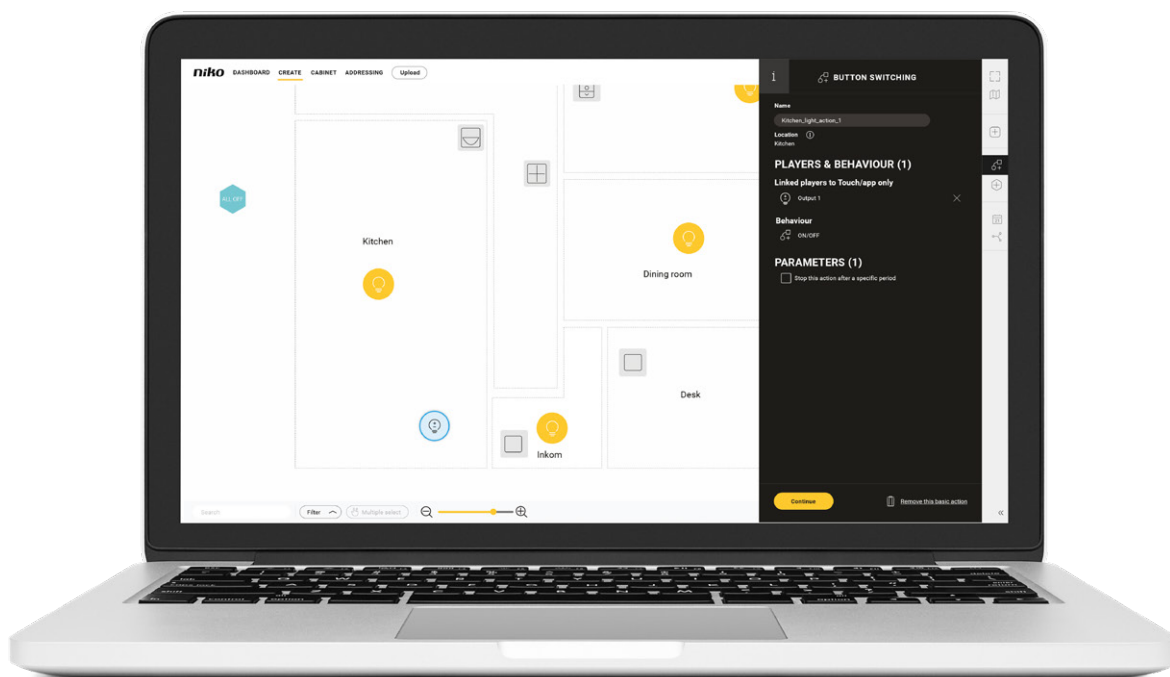 niko DASHBOARD CREATE CABINET ADDRESSING Upload
i BUTTON SWITCHING
Name
Kitchen_light_action_1
Location i
Kitchen
PLAYERS & BEHAVIOUR (1)
Linked players to Touch/app only
Output 1
Behaviour
ON/OFF
PARAMETERS (1)
Stop this action after a specific period
Continue
Remove this basic action
ALL OFF
Kitchen
Dining room
Desk
Inkom
Search
Filter
Multiple select